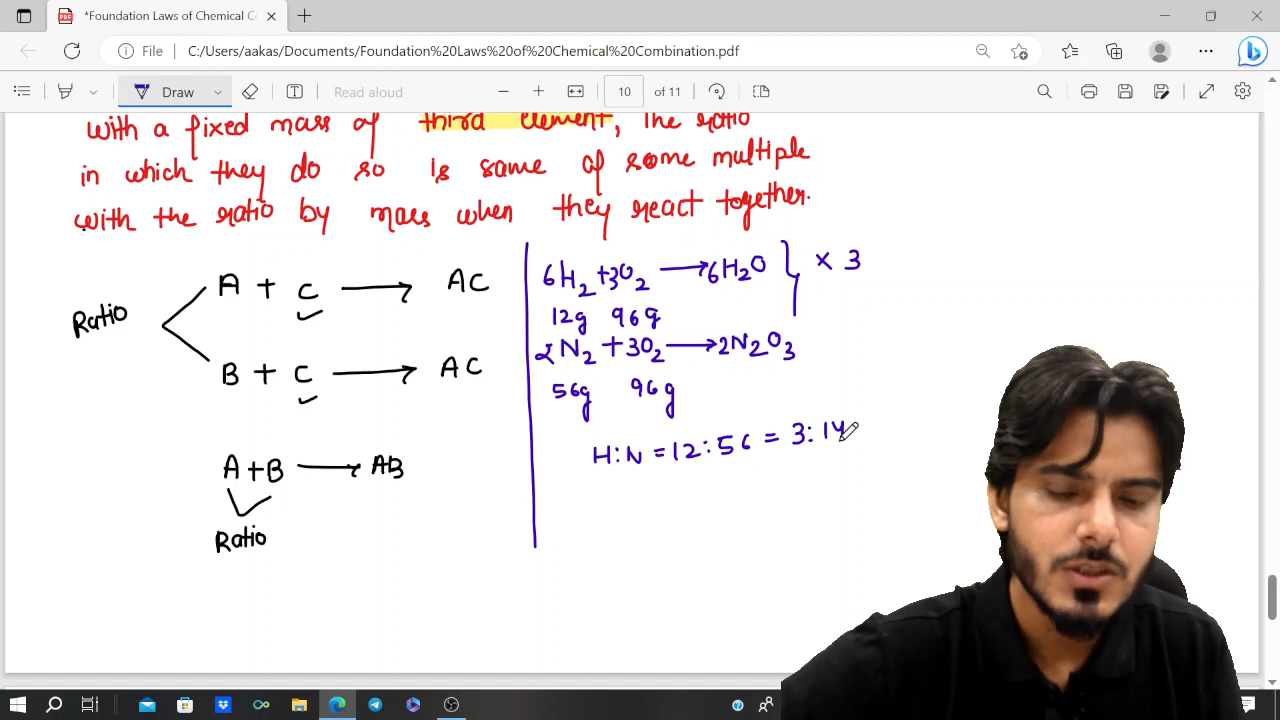 *Foundation Laws of Chemical C
File
C:/Users/aakas/Documents/Foundation%20Laws%20of%20Chemical%20Combination.pdf
Draw
Read aloud
10 of 11
with a fixed mass of third element, The ratio
in which they do so is same of some multiple
with the ratio by mass when they react together.
Ratio
A + C → AC
B + C → AC
A+B → AB
Ratio
6H2 +3O2 → 6H2O } × 3
12g 96g
2N2 + 3O2 → 2N2O3
56g 96g
H:N = 12:56 = 3:14